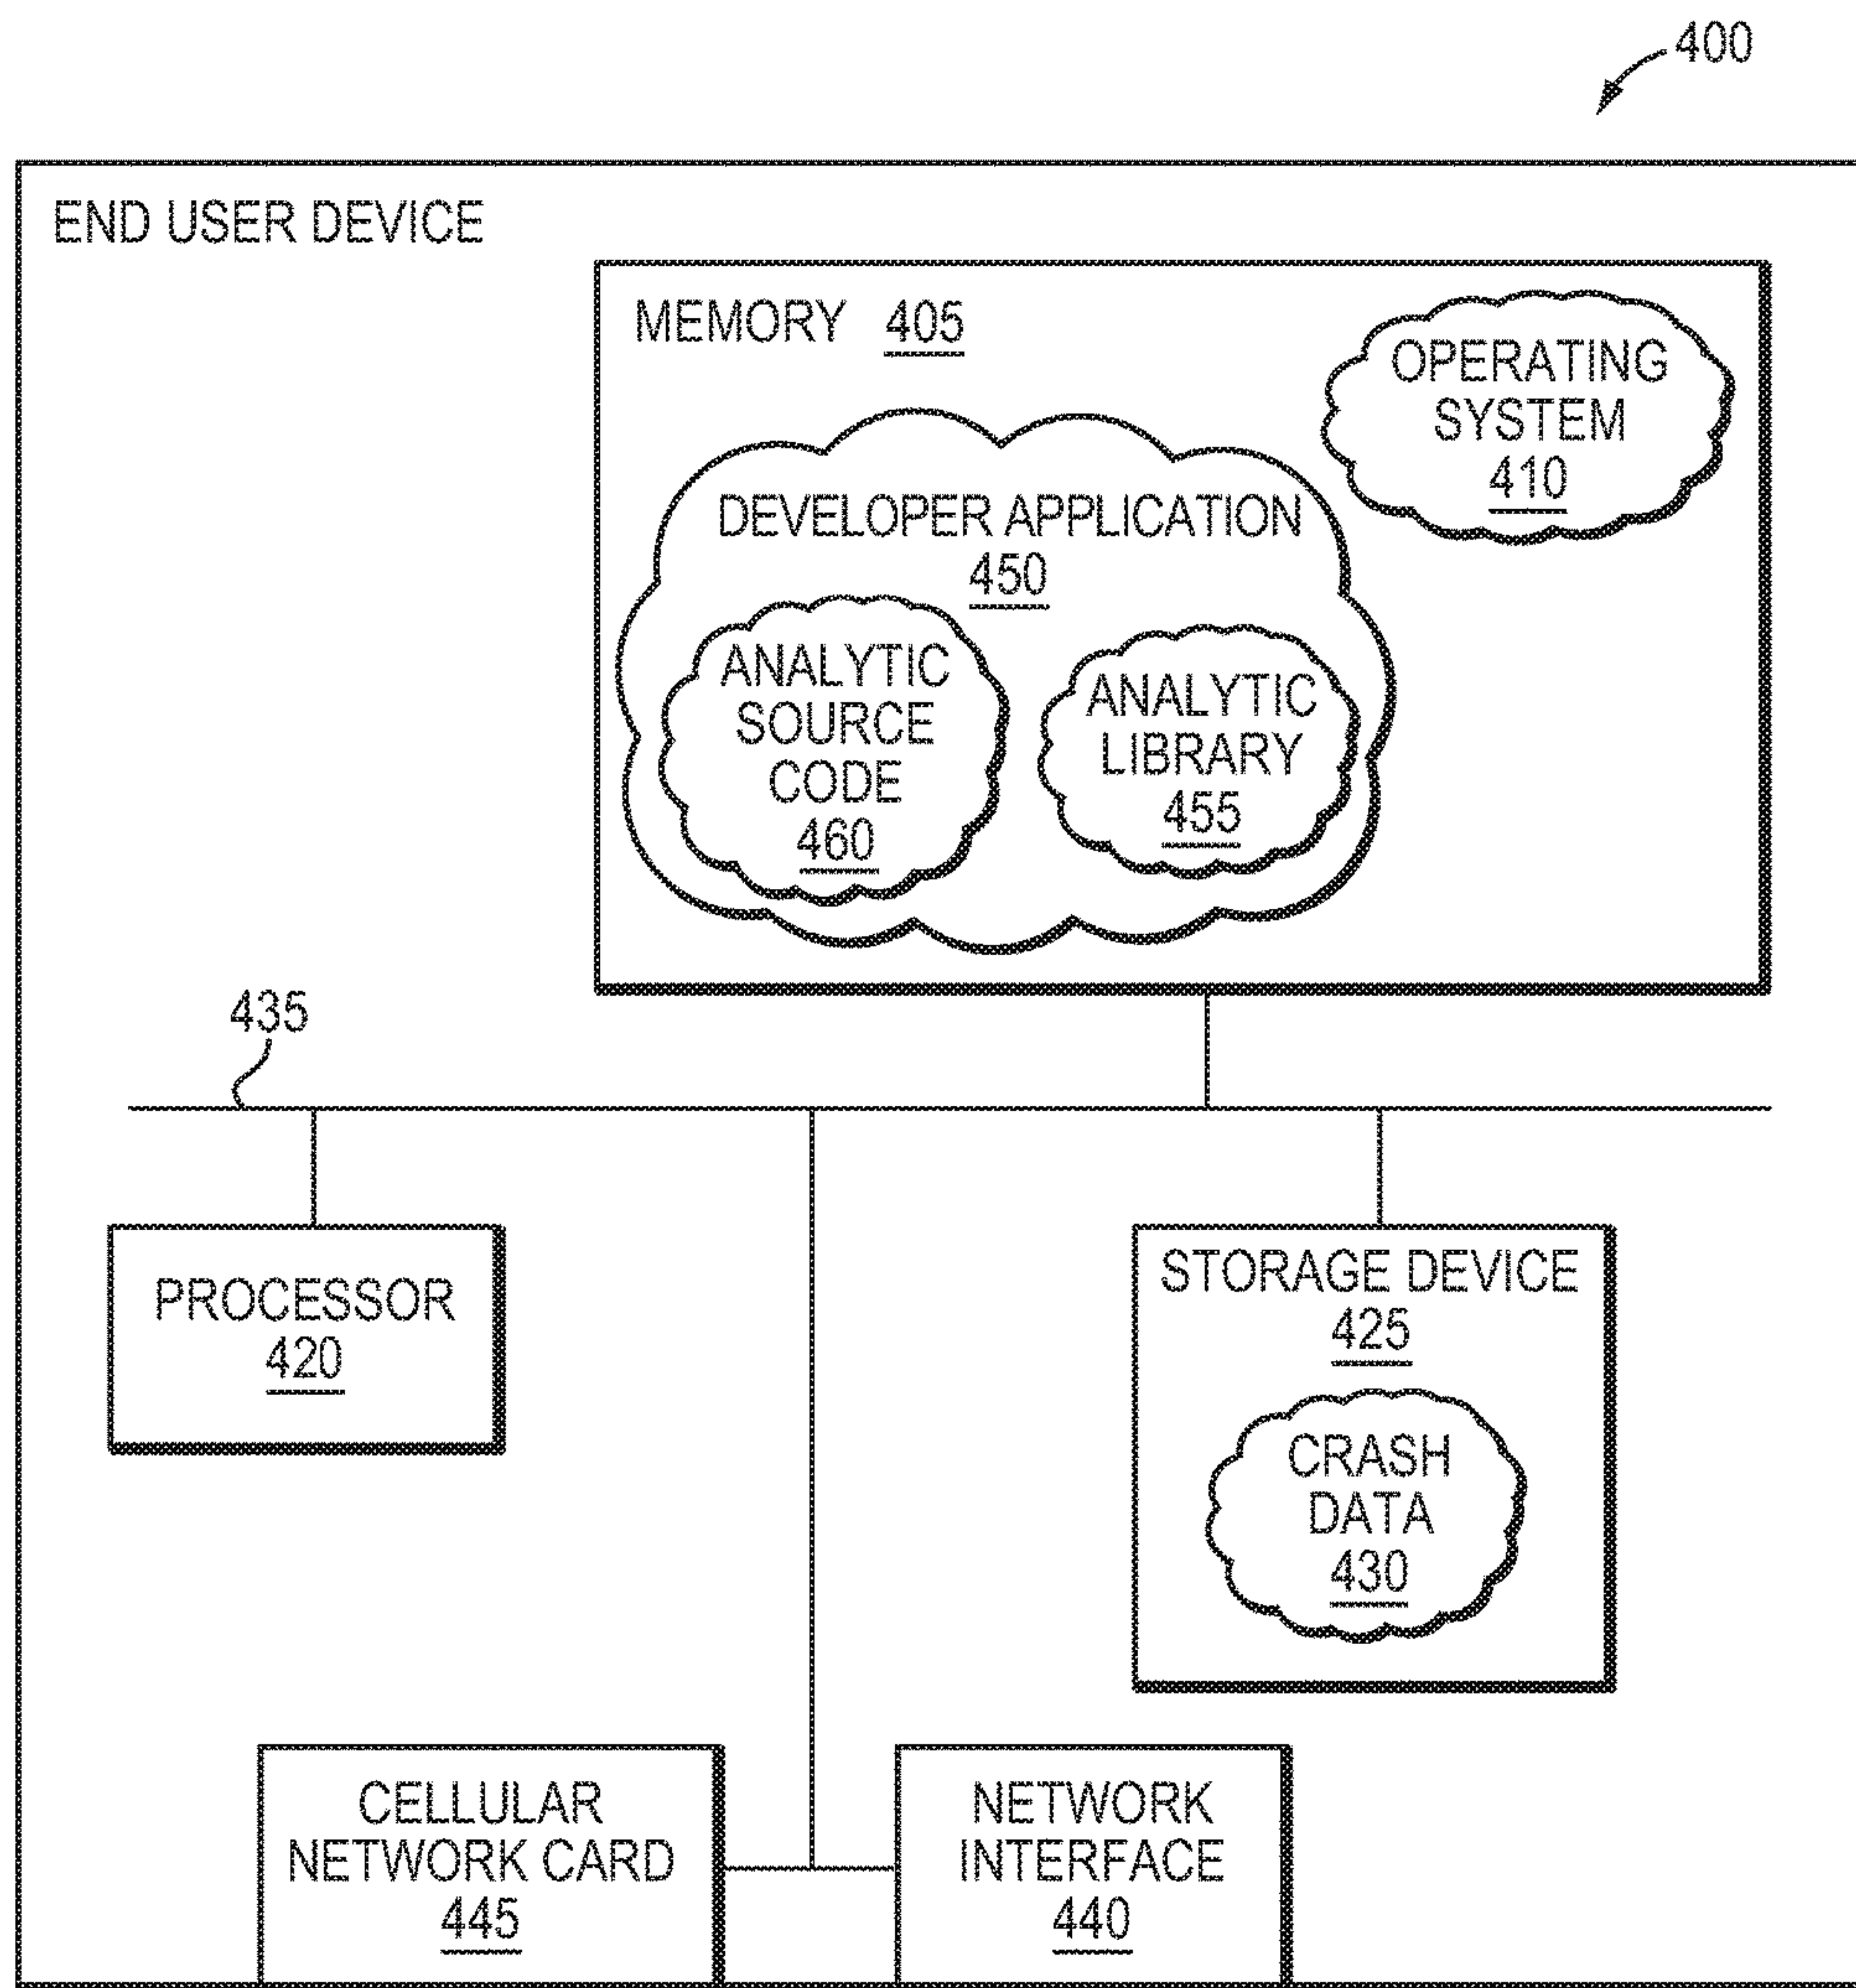 400
END USER DEVICE
MEMORY 405
OPERATING
SYSTEM
410
DEVELOPER APPLICATION
450
ANALYTIC
SOURCE
CODE
460
ANALYTIC
LIBRARY
455
435
PROCESSOR
420
STORAGE DEVICE
425
CRASH
DATA
430
CELLULAR
NETWORK CARD
445
NETWORK
INTERFACE
440